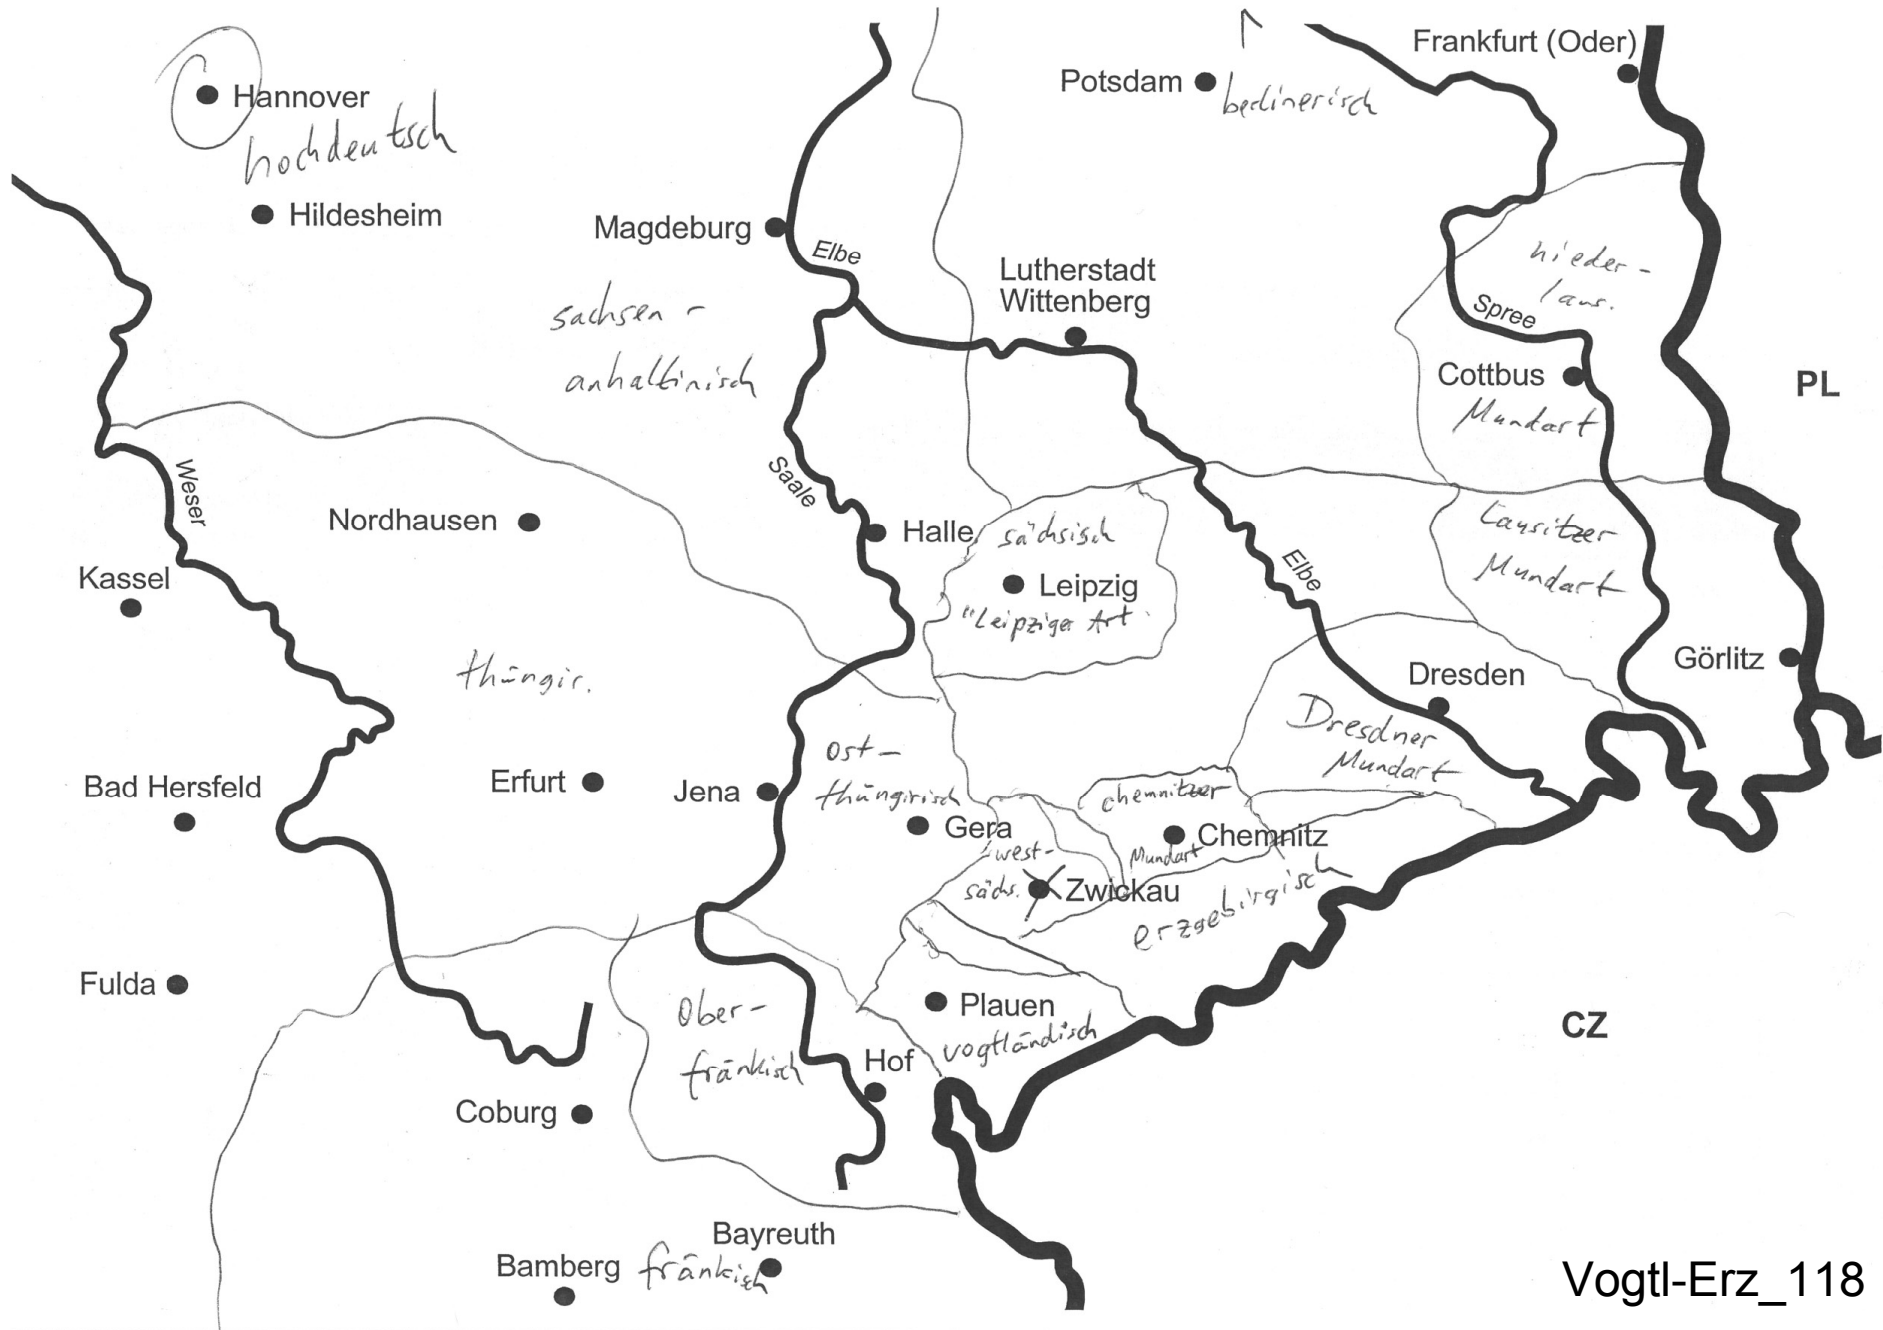 Frankfurt (Oder)
Potsdam
berlinerisch
Hannover
hochdeutsch
Hildesheim
Magdeburg
Elbe
Lutherstadt
Wittenberg
nieder-
laus.
Spree
sachsen-
anhaltinisch
Cottbus
Mundart
PL
Weser
Saale
Nordhausen
Halle
sächsisch
Leipzig
"Leipziger Art"
Elbe
Lausitzer
Mundart
Kassel
Görlitz
thüringir.
Dresden
Dresdner
Mundart
ost-
thüngirisch
Bad Hersfeld
Erfurt
Jena
Gera
chemnitzer
Chemnitz
Mundart
west-
sächs.
Zwickau
erzgebirgisch
Fulda
Plauen
vogtländisch
CZ
Ober-
fränkisch
Hof
Coburg
Bayreuth
Bamberg
fränkisch
Vogtl-Erz_118